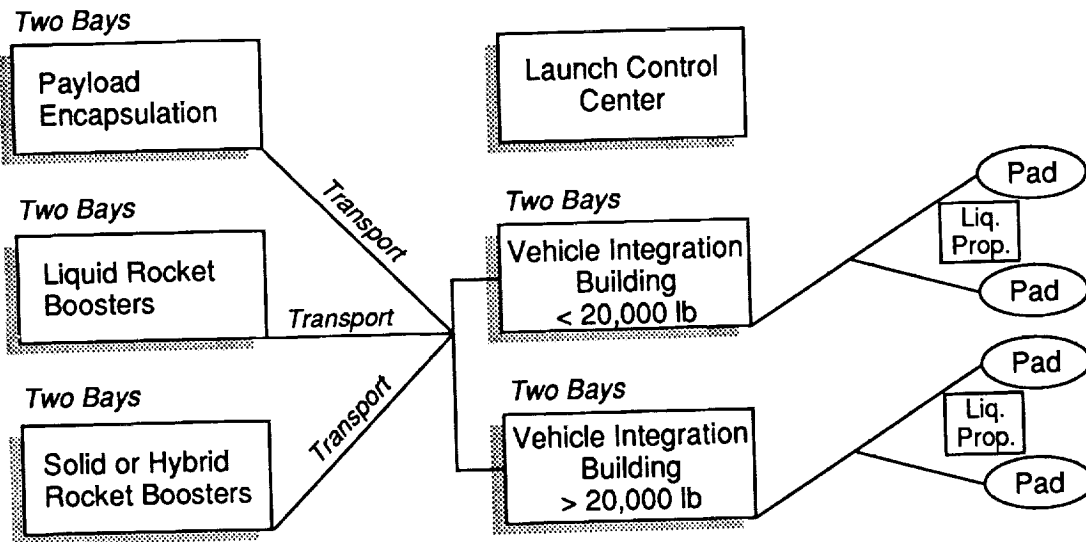 Two Bays
Payload
Encapsulation
Launch Control
Center
Transport
Two Bays
Liquid Rocket
Boosters
Transport
Two Bays
Solid or Hybrid
Rocket Boosters
Transport
Two Bays
Vehicle Integration
Building
< 20,000 lb
Pad
Liq.
Prop.
Pad
Two Bays
Vehicle Integration
Building
> 20,000 lb
Pad
Liq.
Prop.
Pad